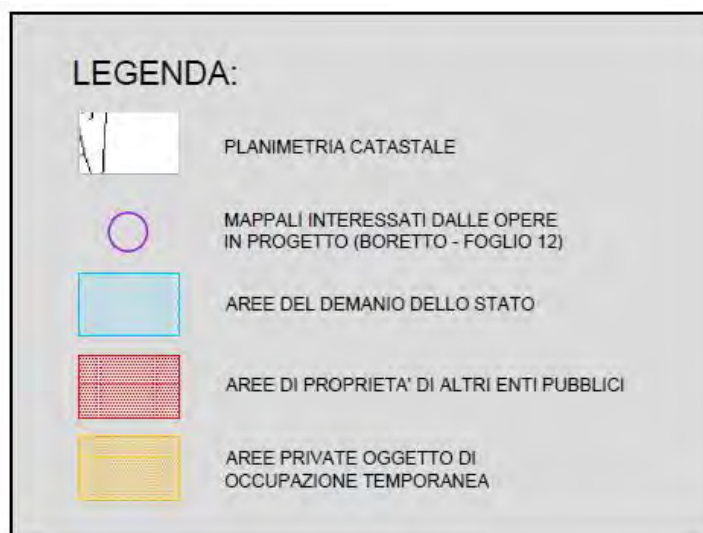 LEGENDA:
PLANIMETRIA CATASTALE
MAPPALI INTERESSATI DALLE OPERE
IN PROGETTO (BORETTO - FOGLIO 12)
AREE DEL DEMANIO DELLO STATO
AREE DI PROPRIETA' DI ALTRI ENTI PUBBLICI
AREE PRIVATE OGGETTO DI
OCCUPAZIONE TEMPORANEA